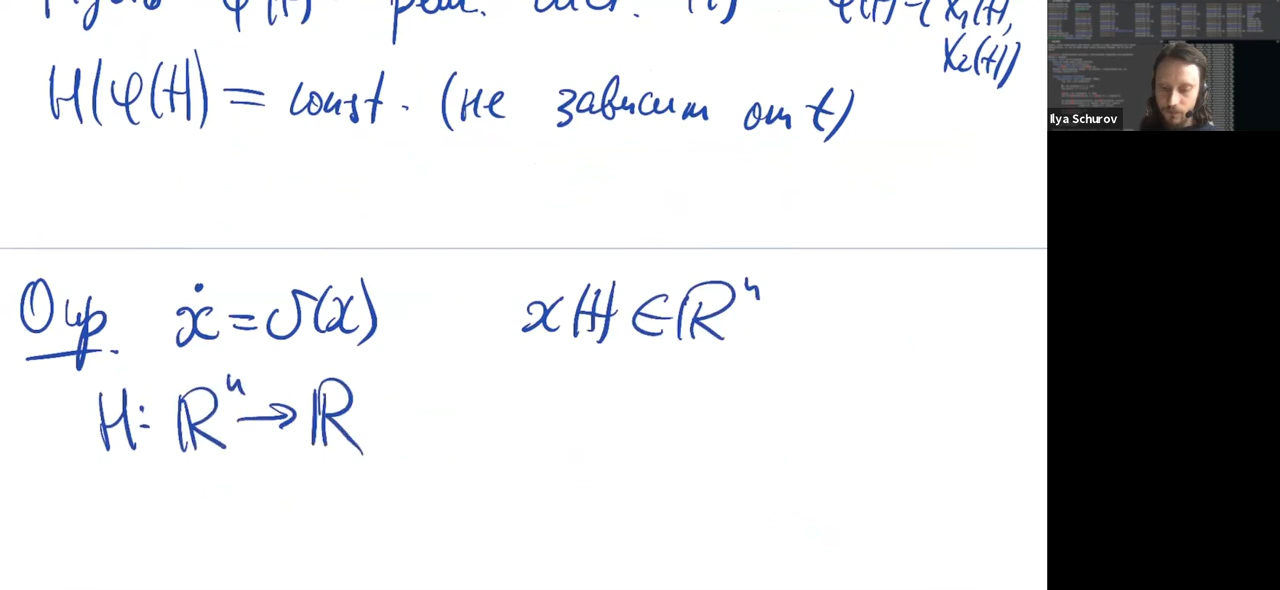 φ(t) = (x₁(t),
x₂(t))
H(φ(t)) = const. (не зависит от t)
Опр. ẋ = v(x) x(t) ∈ ℝⁿ
H: ℝⁿ → ℝ
Ilya Schurov